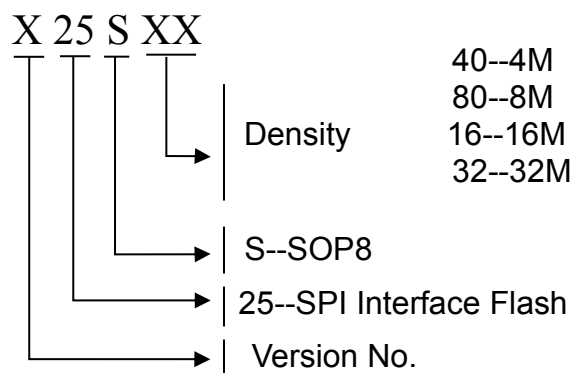 X 25 S XX
40--4M
80--8M
Density 16--16M
32--32M
S--SOP8
25--SPI Interface Flash
Version No.